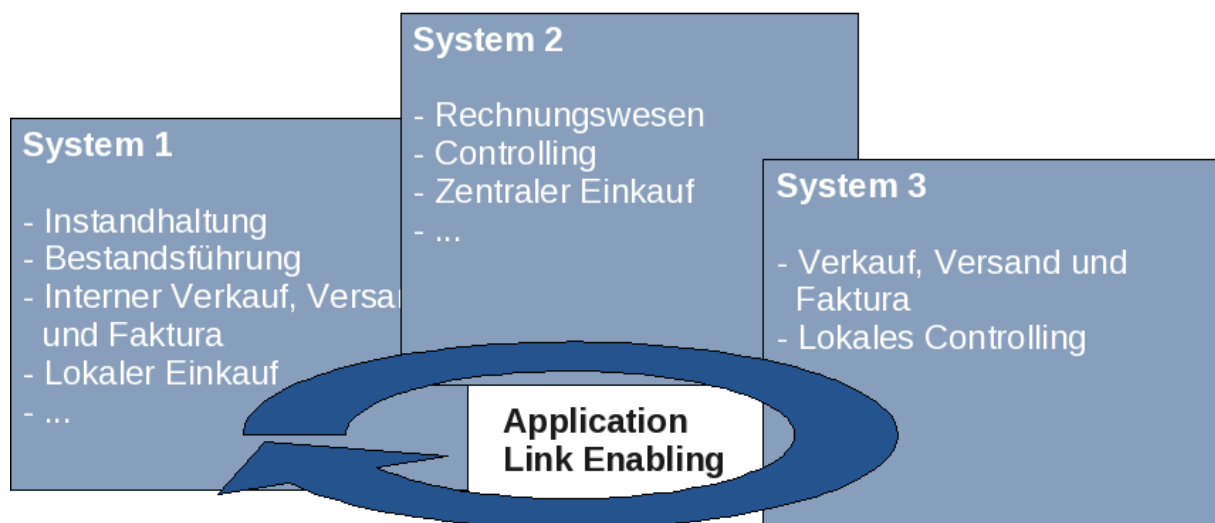 System 1
- Instandhaltung
- Bestandsführung
- Interner Verkauf,
und Faktura
- Lokaler Einkauf
- ...
System 2
- Rechnungswesen
- Controlling
- Zentraler Einkauf
- ...
System 3
- Verkauf, Versand und
Faktura
- Lokales Controlling
Application
Link Enabling